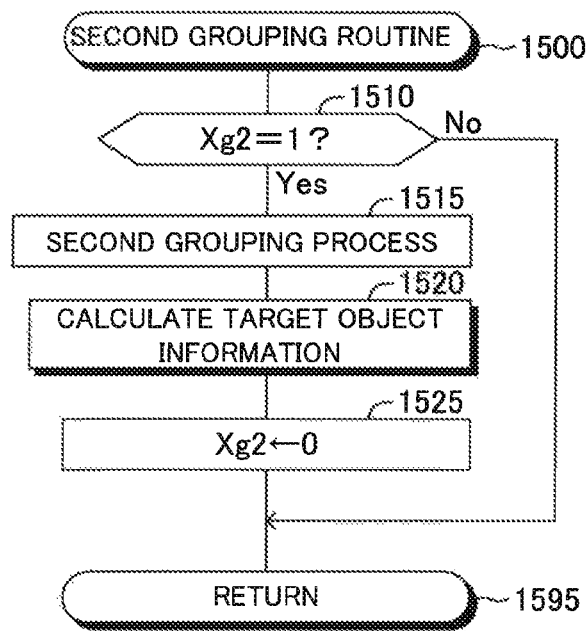 SECOND GROUPING ROUTINE
1500
1510
Xg2=1?
No
Yes
1515
SECOND GROUPING PROCESS
1520
CALCULATE TARGET OBJECT
INFORMATION
1525
Xg2←0
RETURN
1595